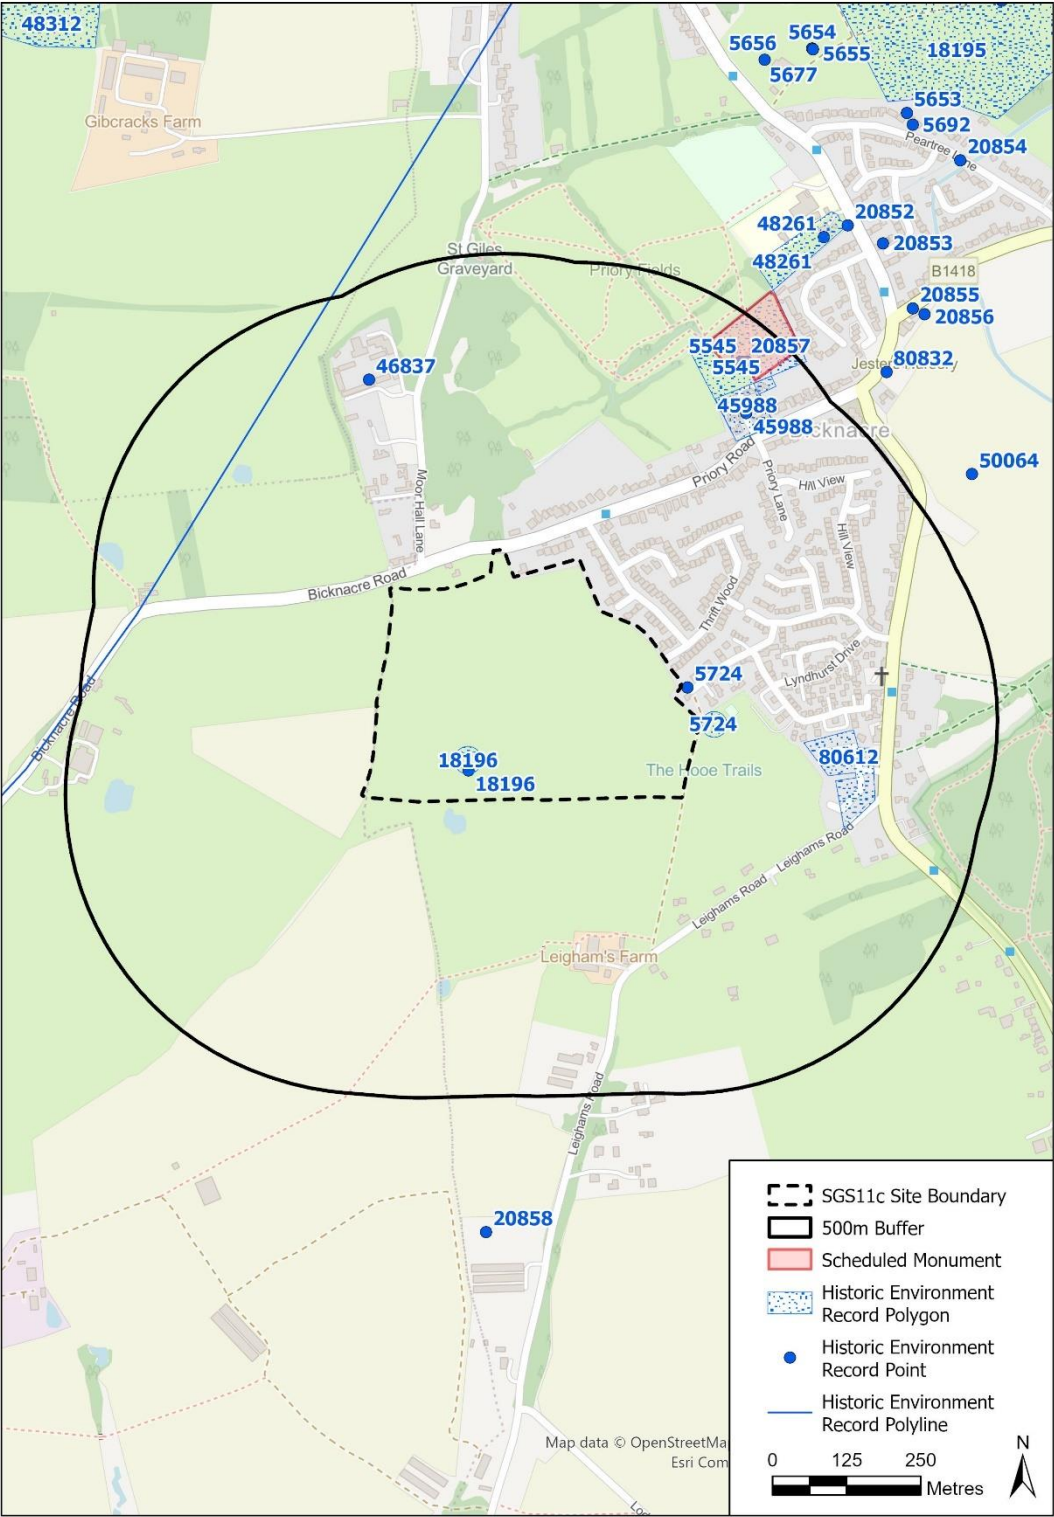 48312
5654
5656
5655
18195
5677
Gibcracks Farm
5653
5692
Peartree Lane
20854
48261
20852
St Giles
Graveyard
Priory Fields
48261
20853
B1418
20855
20856
5545
20857
5545
80832
46837
45988
45988
Bicknacre
Priory Road
50064
Moor Hall Lane
Priory Lane
Hill View
Hill View
Bicknacre Road
Thrift Wood
Lyndhurst Drive
5724
5724
Bicknacre Road
18196
18196
The Hooe Trails
80612
Leighams Road
Leighams Road
Leigham's Farm
Leighams Road
20858
SGS11c Site Boundary
500m Buffer
Scheduled Monument
Historic Environment
Record Polygon
Historic Environment
Record Point
Historic Environment
Record Polyline
Map data © OpenStreetMa
Esri Com
N
0 125 250
Metres